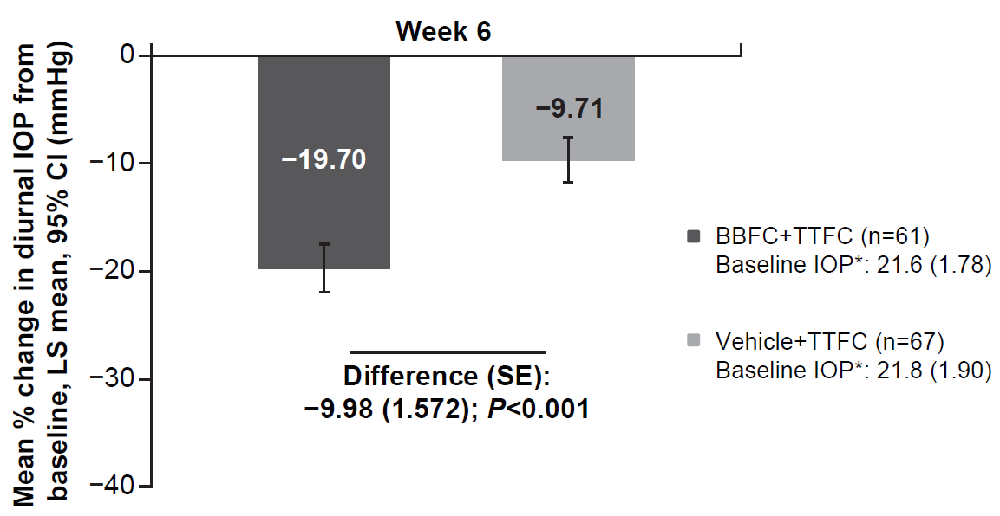 Mean % change in diurnal IOP from
baseline, LS mean, 95% CI (mmHg)
Week 6
0
−10
−20
−30
−40
−19.70
−9.71
Difference (SE):
−9.98 (1.572); P<0.001
BBFC+TTFC (n=61)
Baseline IOP*: 21.6 (1.78)
Vehicle+TTFC (n=67)
Baseline IOP*: 21.8 (1.90)